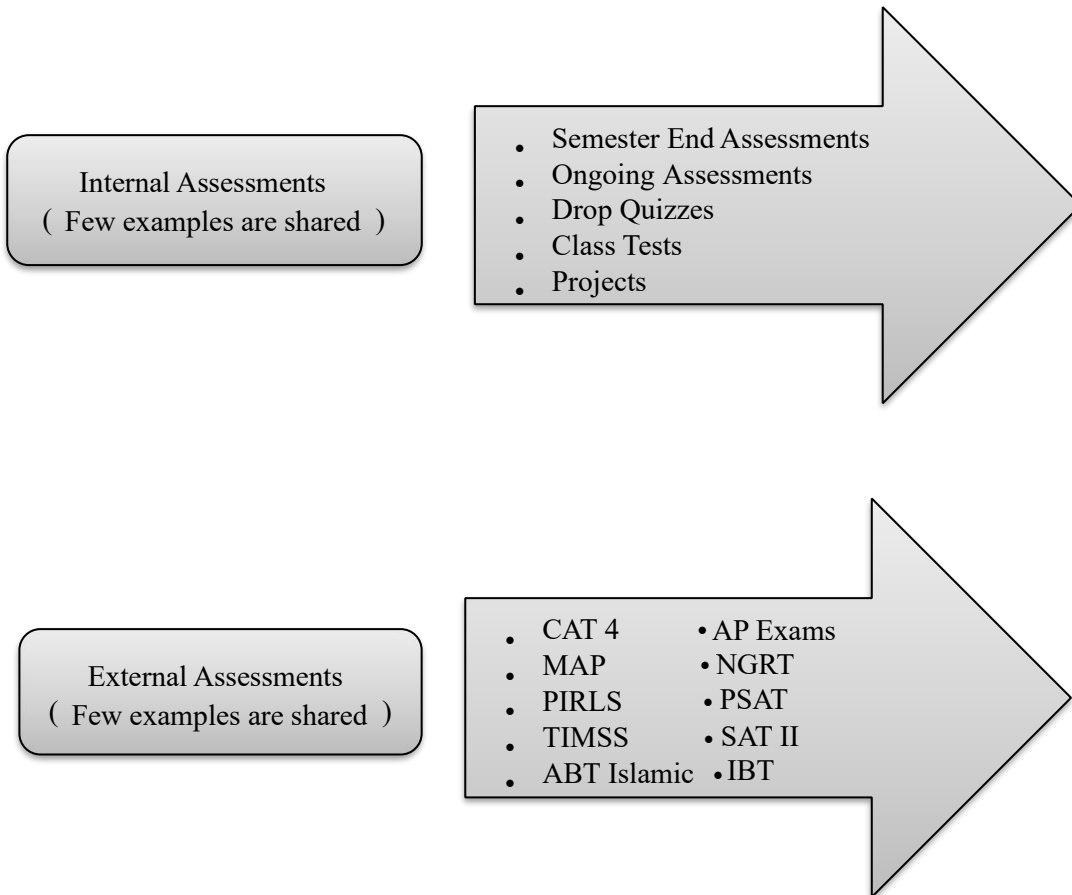 Internal Assessments
( Few examples are shared )
• Semester End Assessments
• Ongoing Assessments
• Drop Quizzes
• Class Tests
• Projects
External Assessments
( Few examples are shared )
• CAT 4 • AP Exams
• MAP • NGRT
• PIRLS • PSAT
• TIMSS • SAT II
• ABT Islamic • IBT